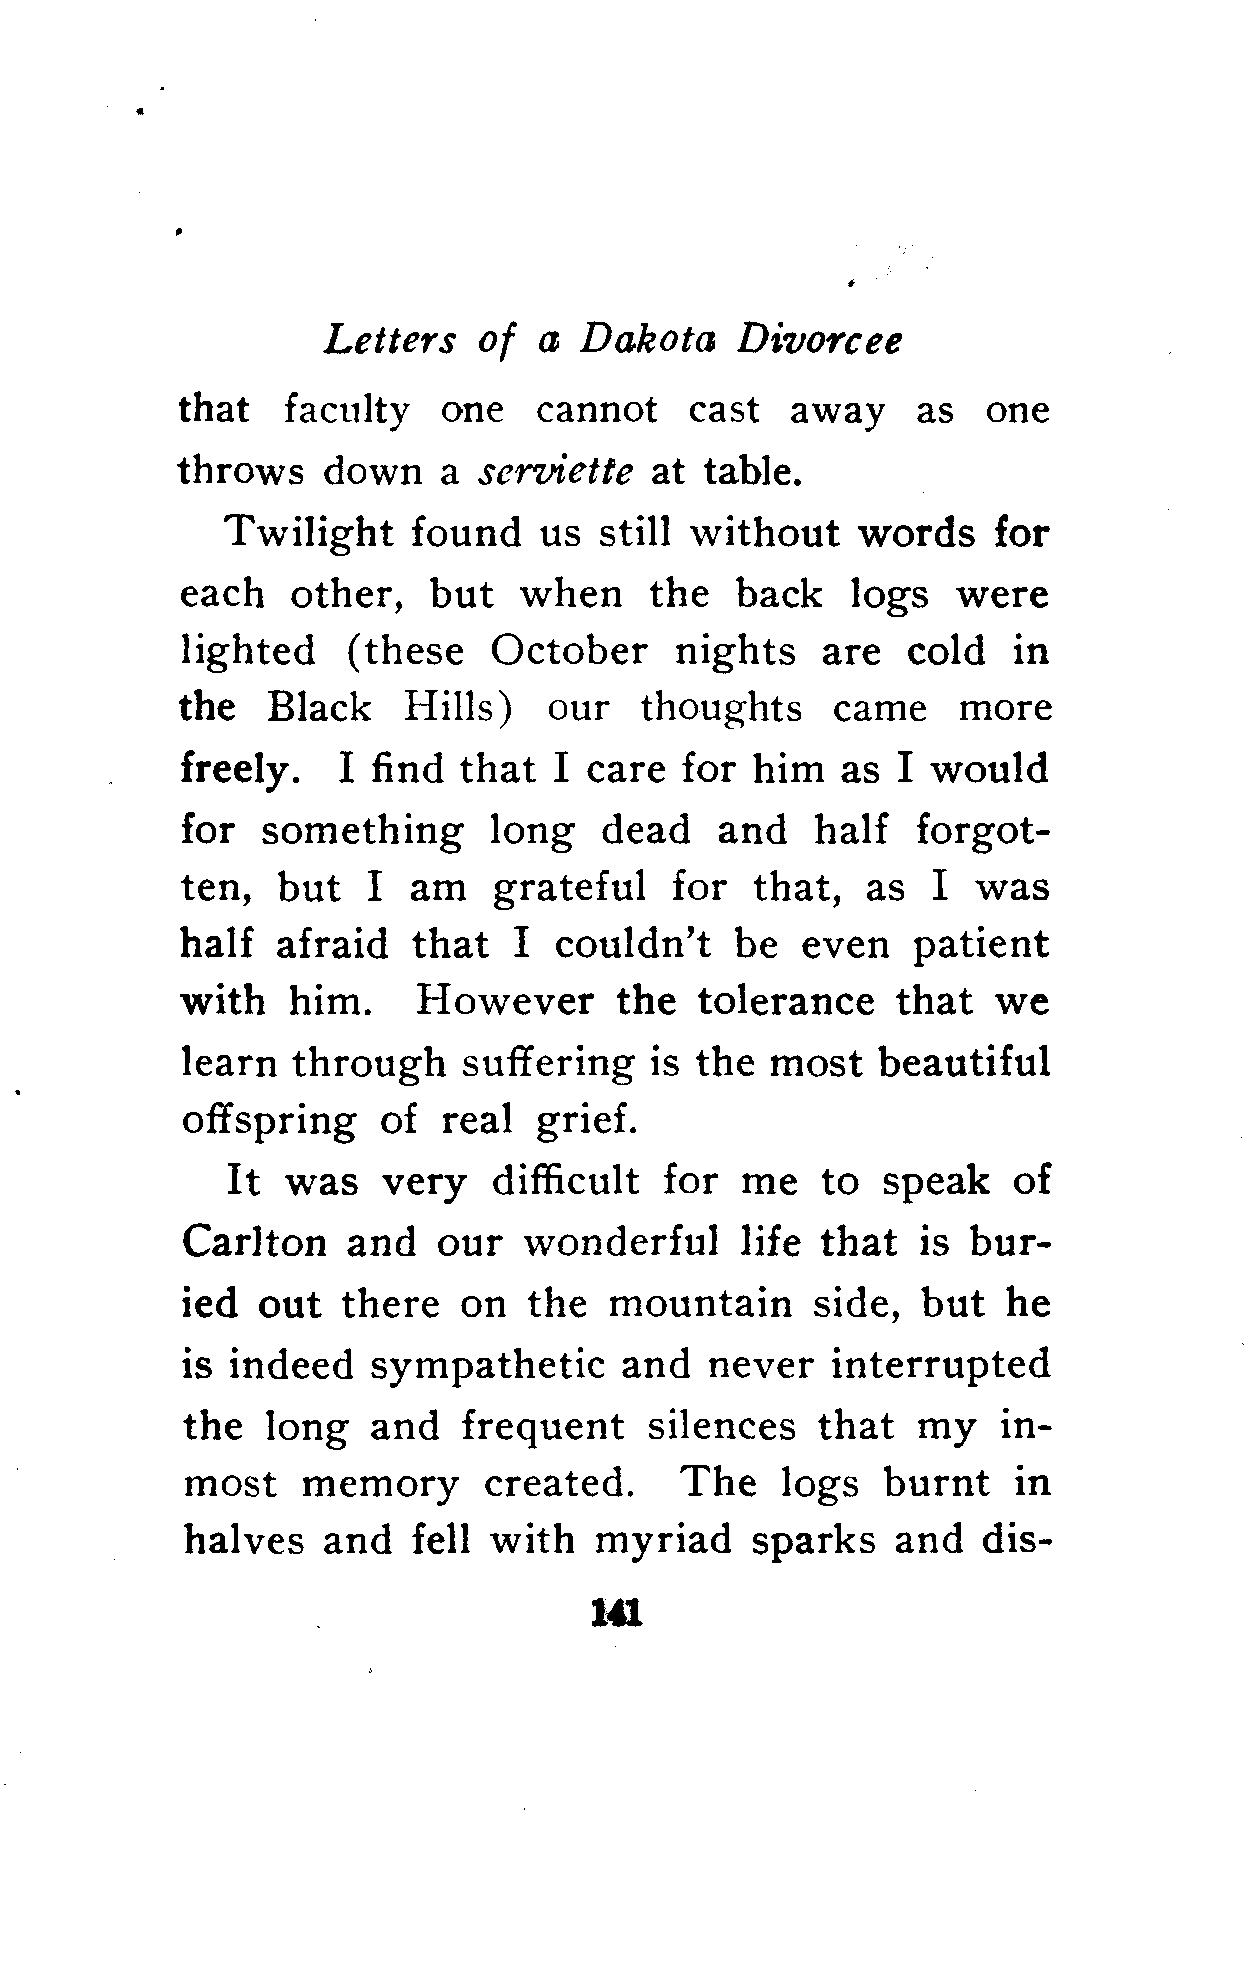 Letters of a Dakota Divorcee
that faculty one cannot cast away as one
throws down a serviette at table.
Twilight found us still without words for
each other, but when the back logs were
lighted (these October nights are cold in
the Black Hills) our thoughts came more
freely. I find that I care for him as I would
for something long dead and half forgot-
ten, but I am grateful for that, as I was
half afraid that I couldn't be even patient
with him. However the tolerance that we
learn through suffering is the most beautiful
offspring of real grief.
It was very difficult for me to speak of
Carlton and our wonderful life that is bur-
ied out there on the mountain side, but he
is indeed sympathetic and never interrupted
the long and frequent silences that my in-
most memory created. The logs burnt in
halves and fell with myriad sparks and dis-
141